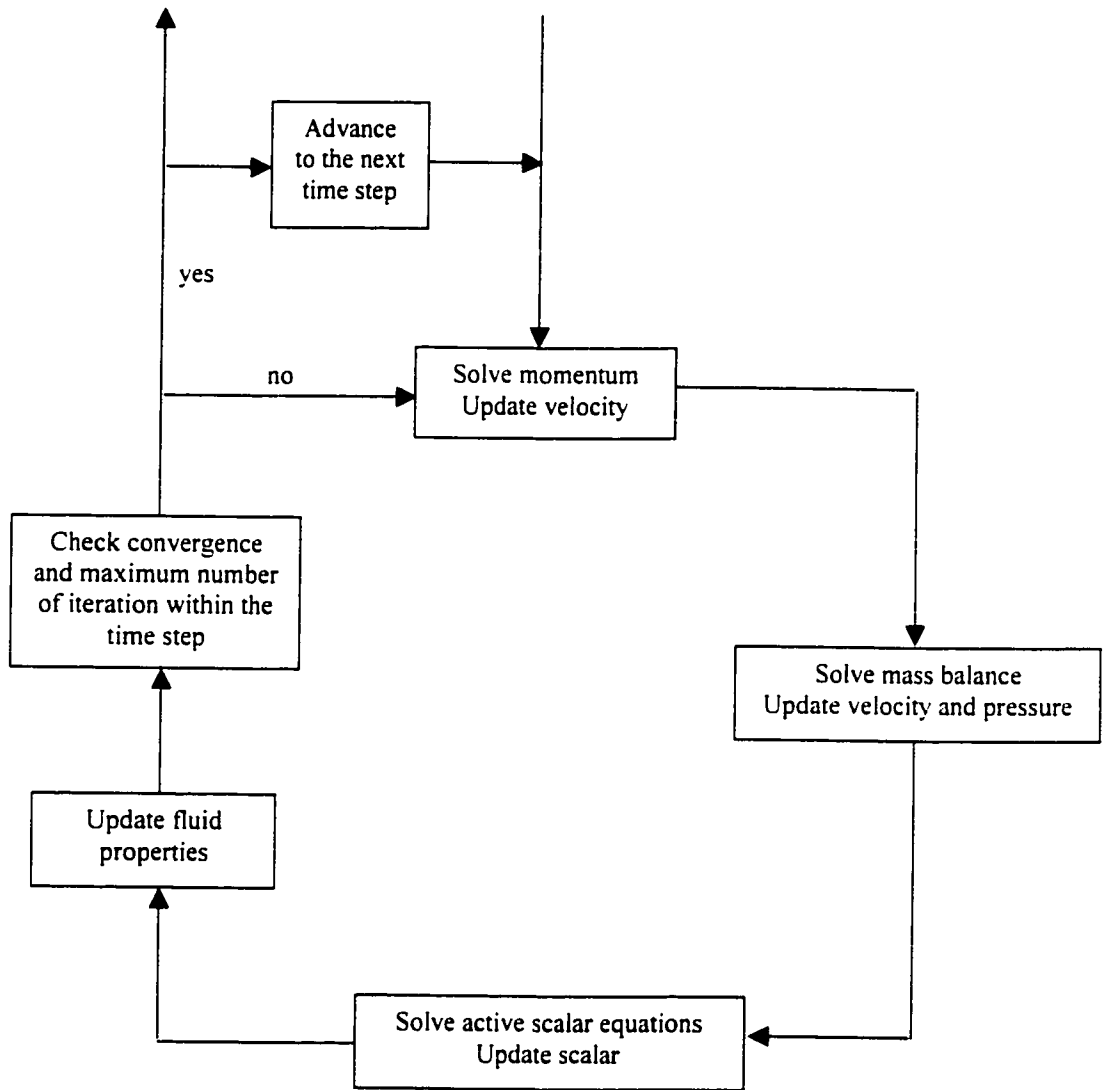 Advance
to the next
time step
yes
no
Solve momentum
Update velocity
Check convergence
and maximum number
of iteration within the
time step
Solve mass balance
Update velocity and pressure
Update fluid
properties
Solve active scalar equations
Update scalar